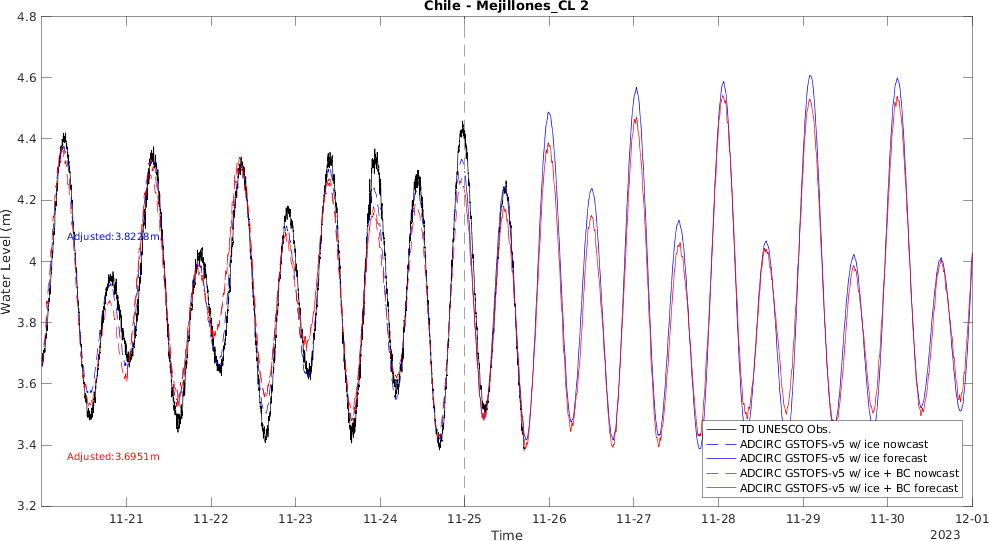 Chile - Mejillones_CL 2
4.8
4.6
4.4
4.2
4
3.8
3.6
3.4
3.2
Water Level (m)
Adjusted:3.8228m
Adjusted:3.6951m
TD UNESCO Obs.
ADCIRC GSTOFS-v5 w/ ice nowcast
ADCIRC GSTOFS-v5 w/ ice forecast
ADCIRC GSTOFS-v5 w/ ice + BC nowcast
ADCIRC GSTOFS-v5 w/ ice + BC forecast
11-21 11-22 11-23 11-24 11-25 11-26 11-27 11-28 11-29 11-30 12-01
Time
2023